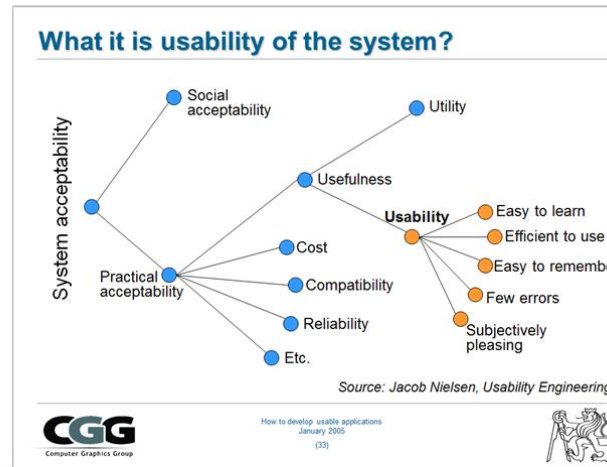 What it is usability of the system?
System acceptability
Social
acceptability
Utility
Usefulness
Usability
Easy to learn
Efficient to use
Easy to remembe
Few errors
Subjectively
pleasing
Practical
acceptability
Cost
Compatibility
Reliability
Etc.
Source: Jacob Nielsen, Usability Engineering
CGG
Computer Graphics Group
How to develop usable applications
January 2005
(33)